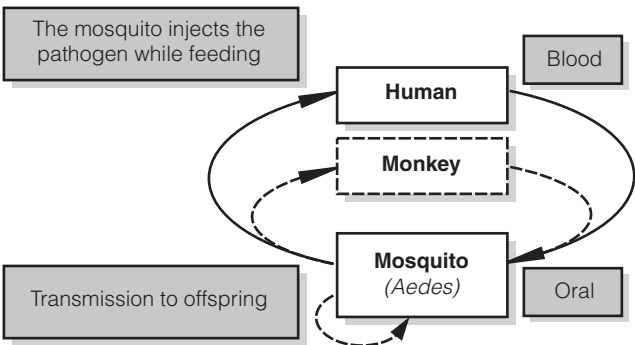 The mosquito injects the
pathogen while feeding
Blood
Human
Monkey
Mosquito
(Aedes)
Transmission to offspring
Oral